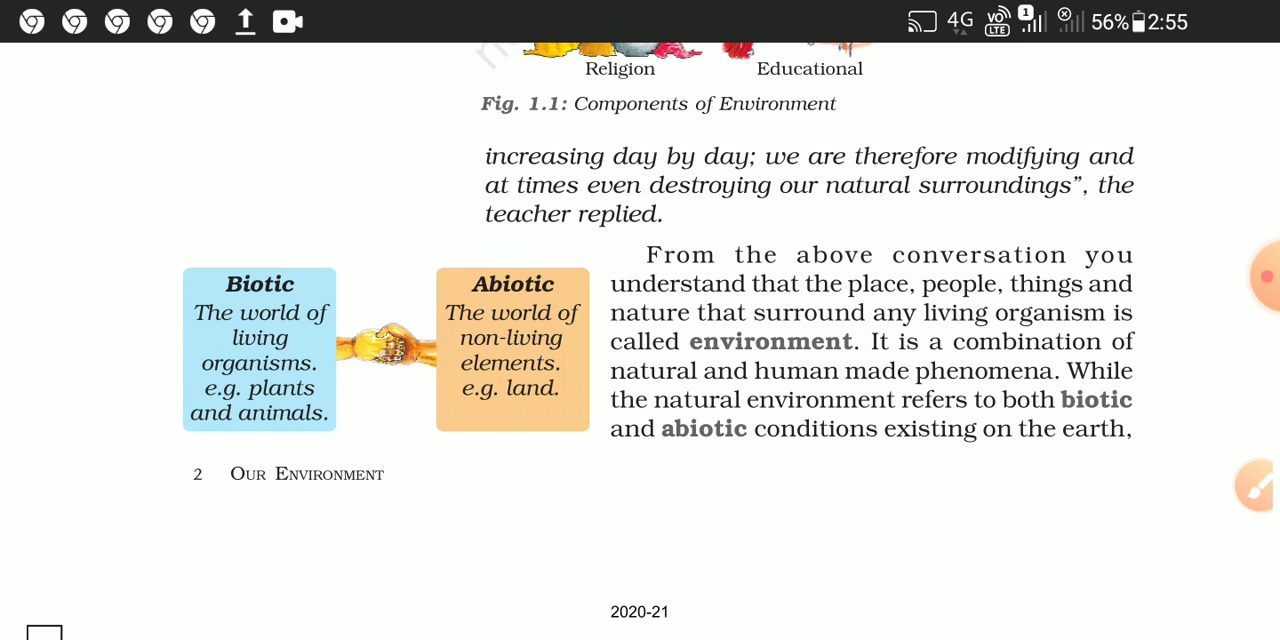 4G
VO
LTE
1
56%
2:55
Religion
Educational
Fig. 1.1: Components of Environment
increasing day by day; we are therefore modifying and
at times even destroying our natural surroundings”, the
teacher replied.
Biotic
The world of
living
organisms.
e.g. plants
and animals.
Abiotic
The world of
non-living
elements.
e.g. land.
From the above conversation you
understand that the place, people, things and
nature that surround any living organism is
called environment. It is a combination of
natural and human made phenomena. While
the natural environment refers to both biotic
and abiotic conditions existing on the earth,
2 OUR ENVIRONMENT
2020-21